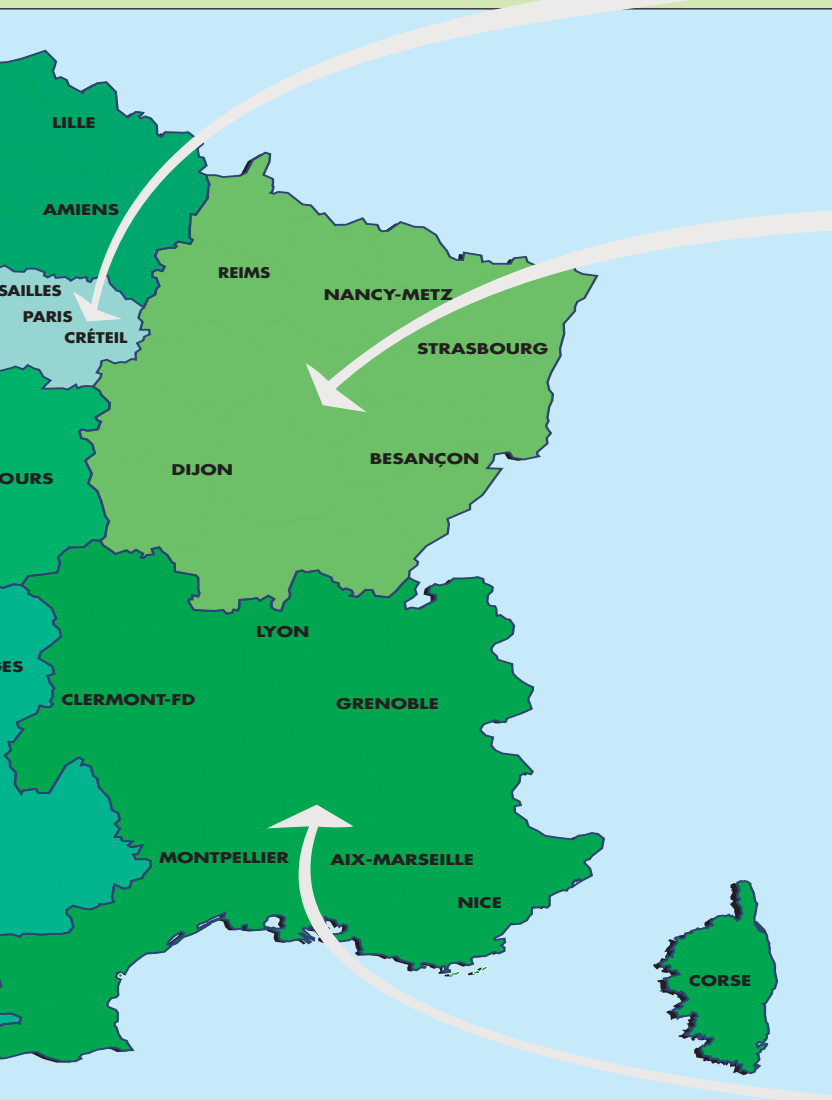 LILLE
AMIENS
REIMS
SAILLES
NANCY-METZ
PARIS
CRÉTEIL
STRASBOURG
BESANÇON
DIJON
OURS
LYON
GES
CLERMONT-FD
GRENOBLE
MONTPELLIER
AIX-MARSEILLE
NICE
CORSE